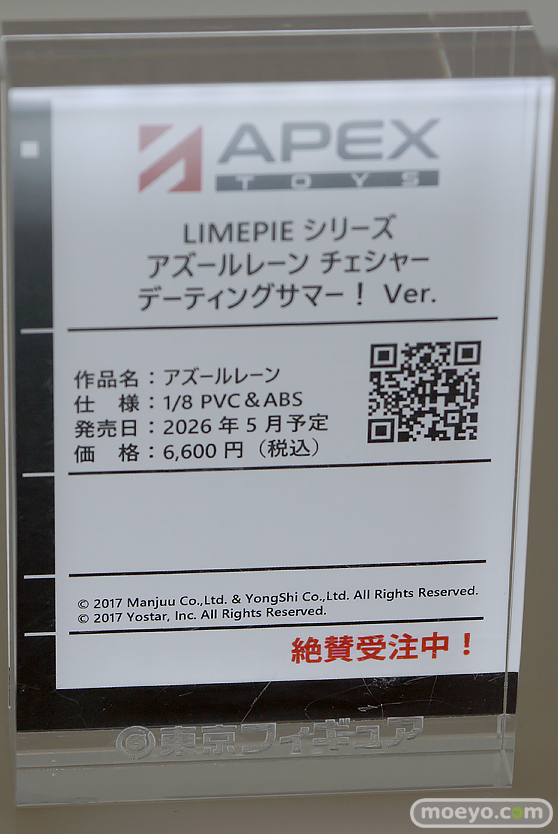 APEX
TOYS
LIMEPIE シリーズ
アズールレーン チェシャー
デーティングサマー！ Ver.
作品名：アズールレーン
仕　様：1/8 PVC＆ABS
発売日：2026 年 5 月予定
価　格：6,600 円（税込）
© 2017 Manjuu Co.,Ltd. & YongShi Co.,Ltd. All Rights Reserved.
© 2017 Yostar, Inc. All Rights Reserved.
絶賛受注中！
東京フィギュア
moeyo.com